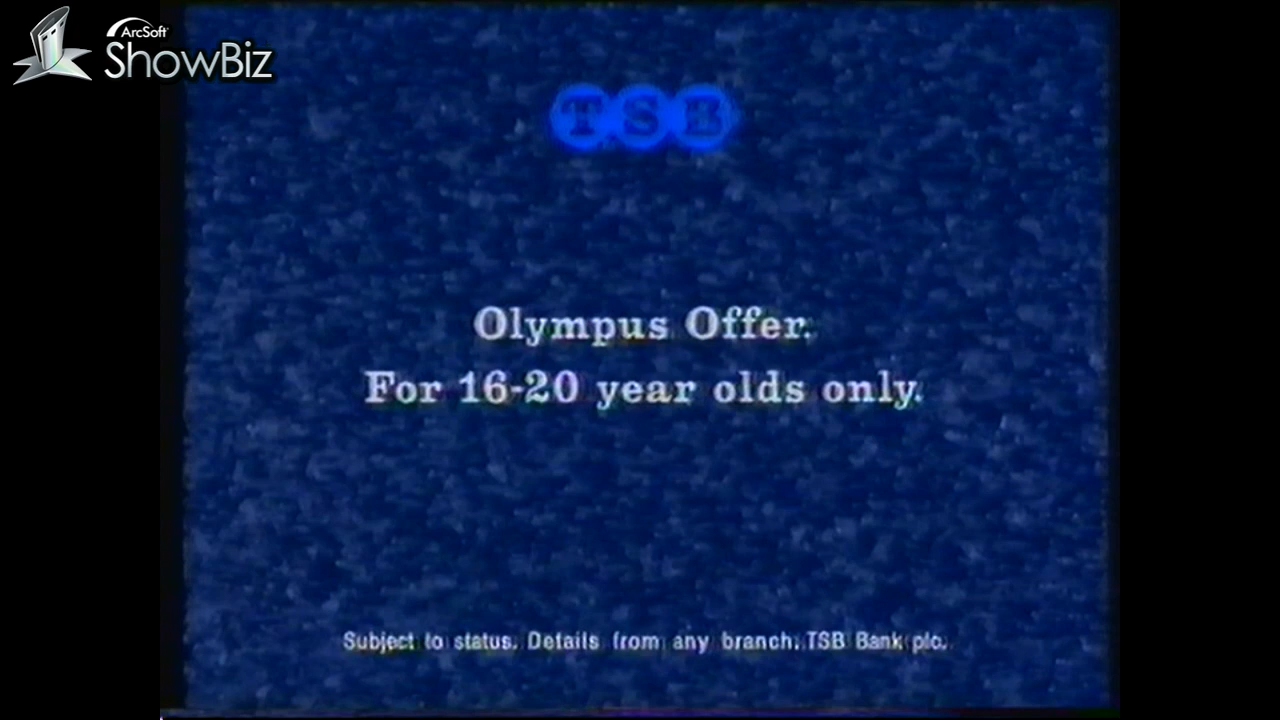 ArcSoft
ShowBiz
TSB
Olympus Offer.
For 16-20 year olds only.
Subject to status. Details from any branch. TSB Bank plc.